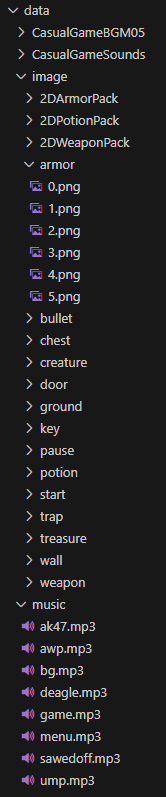 data
CasualGameBGM05
CasualGameSounds
image
2DArmorPack
2DPotionPack
2DWeaponPack
armor
0.png
1.png
2.png
3.png
4.png
5.png
bullet
chest
creature
door
ground
key
pause
potion
start
trap
treasure
wall
weapon
music
ak47.mp3
awp.mp3
bg.mp3
deagle.mp3
game.mp3
menu.mp3
sawedoff.mp3
ump.mp3